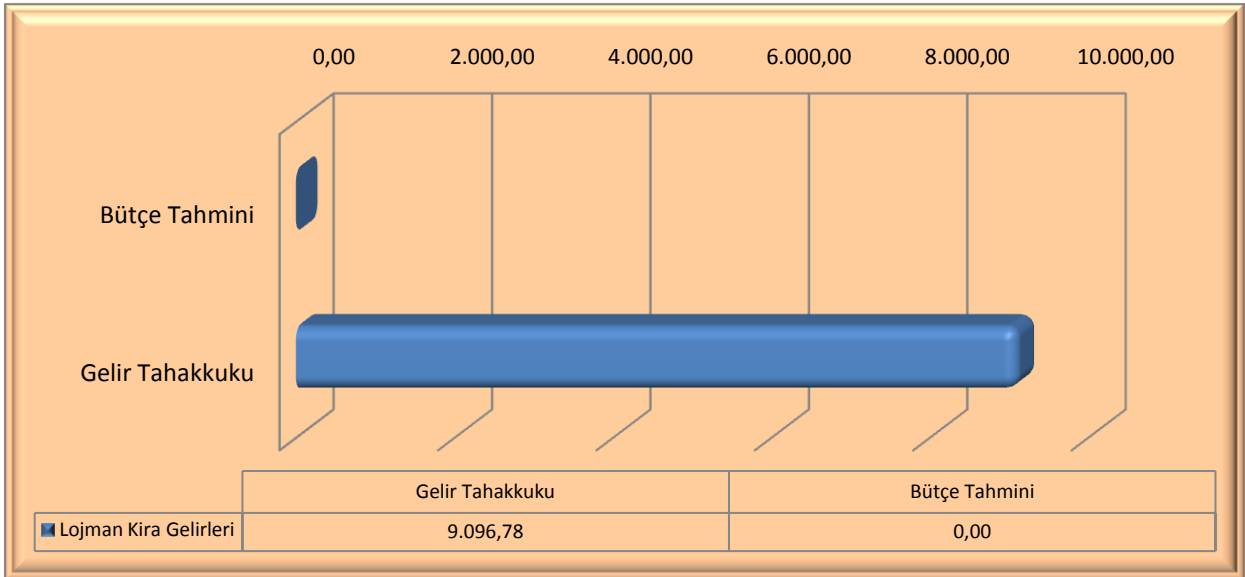 0,00 2.000,00 4.000,00 6.000,00 8.000,00 10.000,00
Bütçe Tahmini
Gelir Tahakkuku
Gelir Tahakkuku Bütçe Tahmini
Lojman Kira Gelirleri 9.096,78 0,00